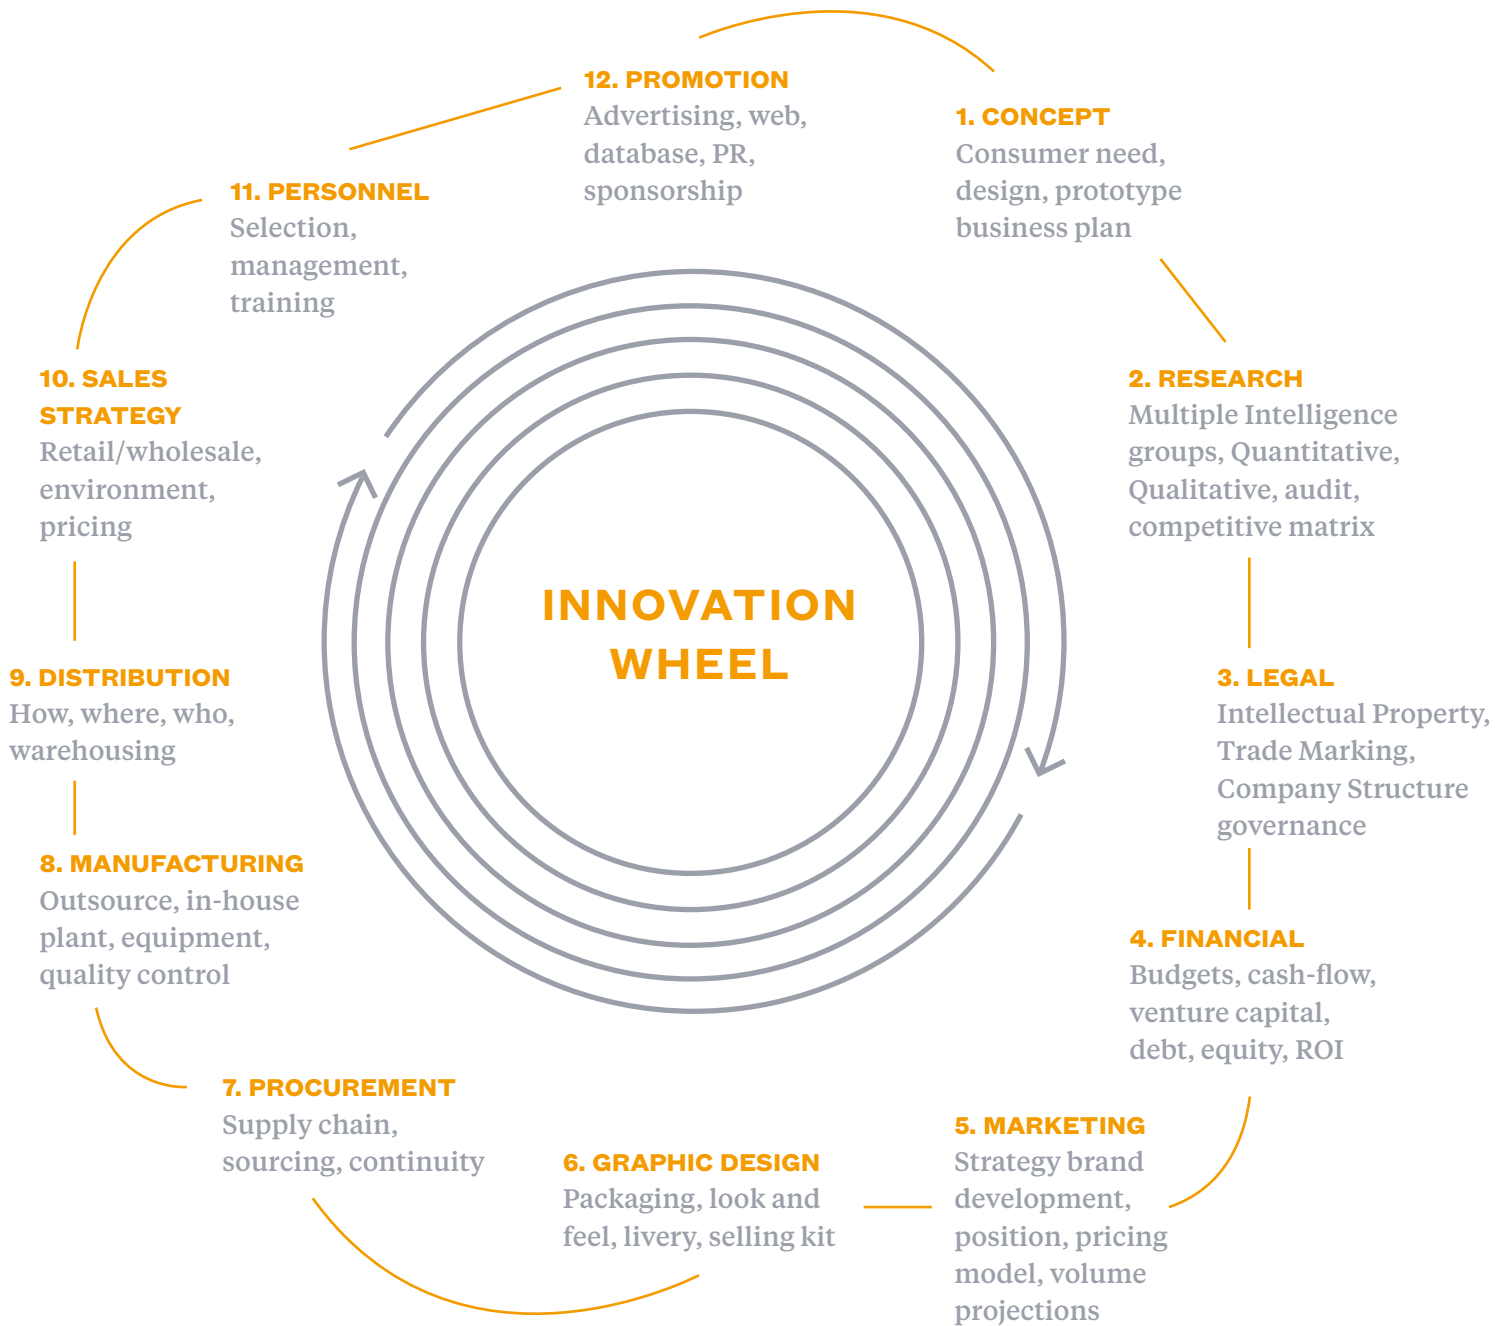 12. PROMOTION
Advertising, web,
database, PR,
sponsorship
1. CONCEPT
Consumer need,
design, prototype
business plan
11. PERSONNEL
Selection,
management,
training
2. RESEARCH
Multiple Intelligence
groups, Quantitative,
Qualitative, audit,
competitive matrix
10. SALES
STRATEGY
Retail/wholesale,
environment,
pricing
INNOVATION
WHEEL
3. LEGAL
Intellectual Property,
Trade Marking,
Company Structure
governance
9. DISTRIBUTION
How, where, who,
warehousing
4. FINANCIAL
Budgets, cash-flow,
venture capital,
debt, equity, ROI
8. MANUFACTURING
Outsource, in-house
plant, equipment,
quality control
5. MARKETING
Strategy brand
development,
position, pricing
model, volume
projections
6. GRAPHIC DESIGN
Packaging, look and
feel, livery, selling kit
7. PROCUREMENT
Supply chain,
sourcing, continuity